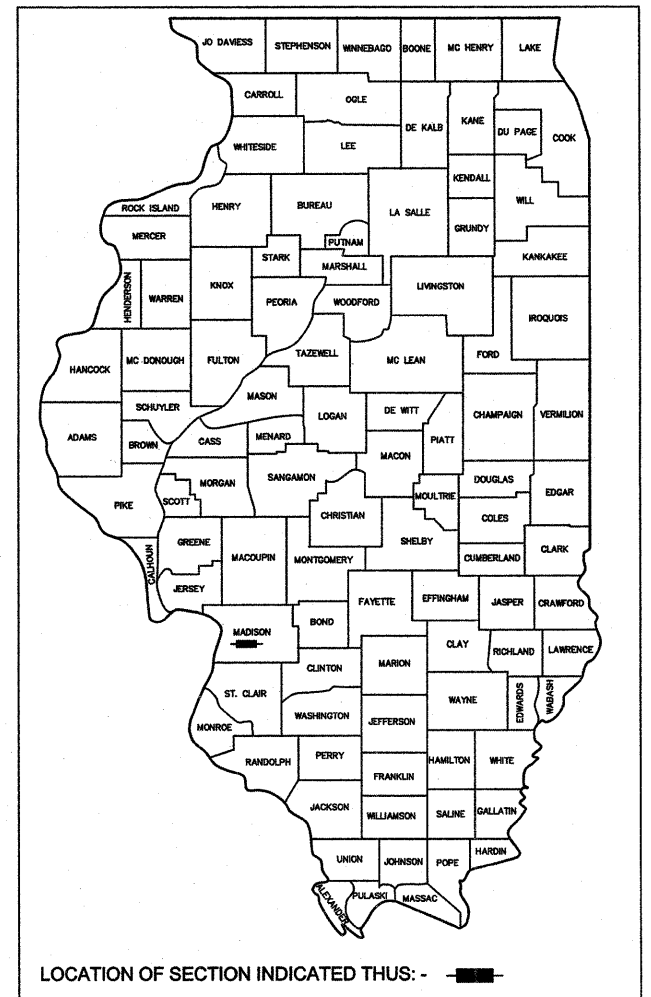 JO DAVIESS
STEPHENSON
WINNEBAGO
BOONE
MC HENRY
LAKE
CARROLL
OGLE
DE KALB
KANE
DU PAGE
COOK
WHITESIDE
LEE
KENDALL
WILL
ROCK ISLAND
HENRY
BUREAU
LA SALLE
GRUNDY
MERCER
PUTNAM
STARK
MARSHALL
KANKAKEE
HENDERSON
WARREN
KNOX
PEORIA
WOODFORD
LIVINGSTON
IROQUOIS
HANCOCK
MC DONOUGH
FULTON
TAZEWELL
MC LEAN
FORD
MASON
SCHUYLER
LOGAN
DE WITT
CHAMPAIGN
VERMILION
ADAMS
BROWN
CASS
MENARD
PIATT
MACON
PIKE
SCOTT
MORGAN
SANGAMON
MOULTRIE
DOUGLAS
EDGAR
CHRISTIAN
COLES
CALHOUN
GREENE
MACOUPIN
MONTGOMERY
SHELBY
CUMBERLAND
CLARK
JERSEY
FAYETTE
EFFINGHAM
JASPER
CRAWFORD
MADISON
BOND
CLAY
RICHLAND
LAWRENCE
CLINTON
MARION
ST. CLAIR
WAYNE
EDWARDS
WABASH
MONROE
WASHINGTON
JEFFERSON
RANDOLPH
PERRY
HAMILTON
WHITE
FRANKLIN
JACKSON
WILLIAMSON
SALINE
GALLATIN
UNION
JOHNSON
POPE
HARDIN
ALEXANDER
PULASKI
MASSAC
LOCATION OF SECTION INDICATED THUS: -